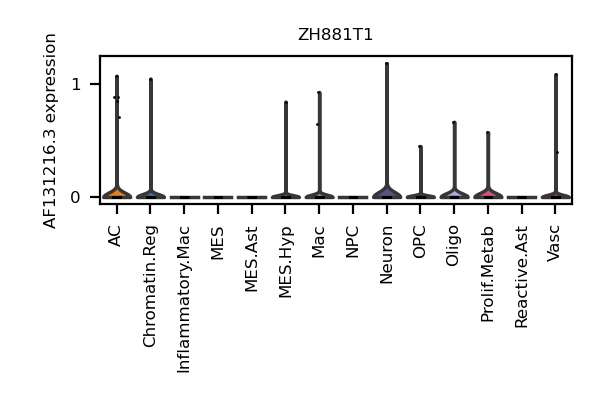 ZH881T1
AF131216.3 expression
1
0
AC
Chromatin.Reg
Inflammatory.Mac
MES
MES.Ast
MES.Hyp
Mac
NPC
Neuron
OPC
Oligo
Prolif.Metab
Reactive.Ast
Vasc